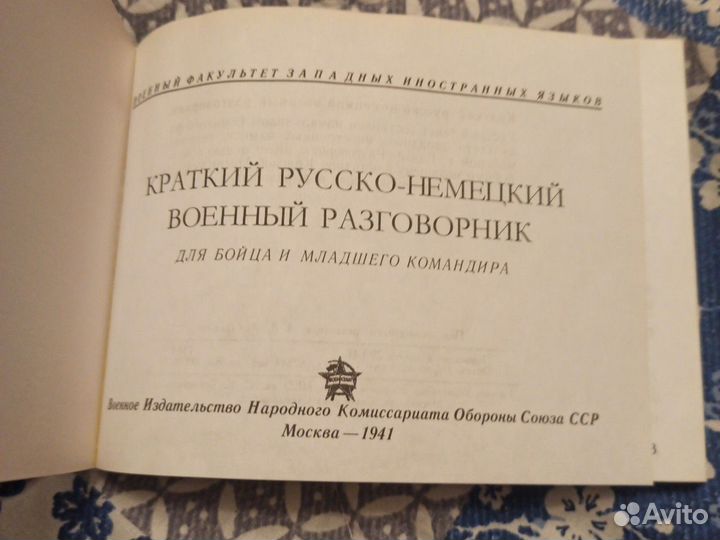 ВОЕННЫЙ ФАКУЛЬТЕТ ЗАПАДНЫХ ИНОСТРАННЫХ ЯЗЫКОВ
КРАТКИЙ РУССКО-НЕМЕЦКИЙ
ВОЕННЫЙ РАЗГОВОРНИК
ДЛЯ БОЙЦА И МЛАДШЕГО КОМАНДИРА
Военное Издательство Народного Комиссариата Обороны Союза ССР
Москва — 1941
3
Avito